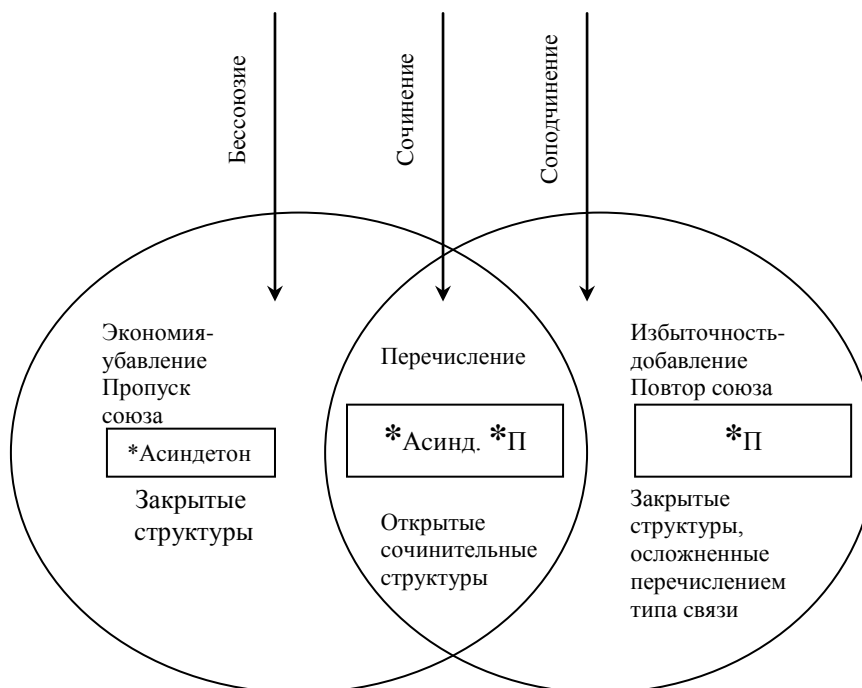 Бессоюзие
Сочинение
Соподчинение
Экономия-
убавление
Пропуск
союза
*Асиндетон
Закрытые
структуры
Перечисление
*Асинд. *П
Открытые
сочинительные
структуры
Избыточность-
добавление
Повтор союза
*П
Закрытые
структуры,
осложненные
перечислением
типа связи